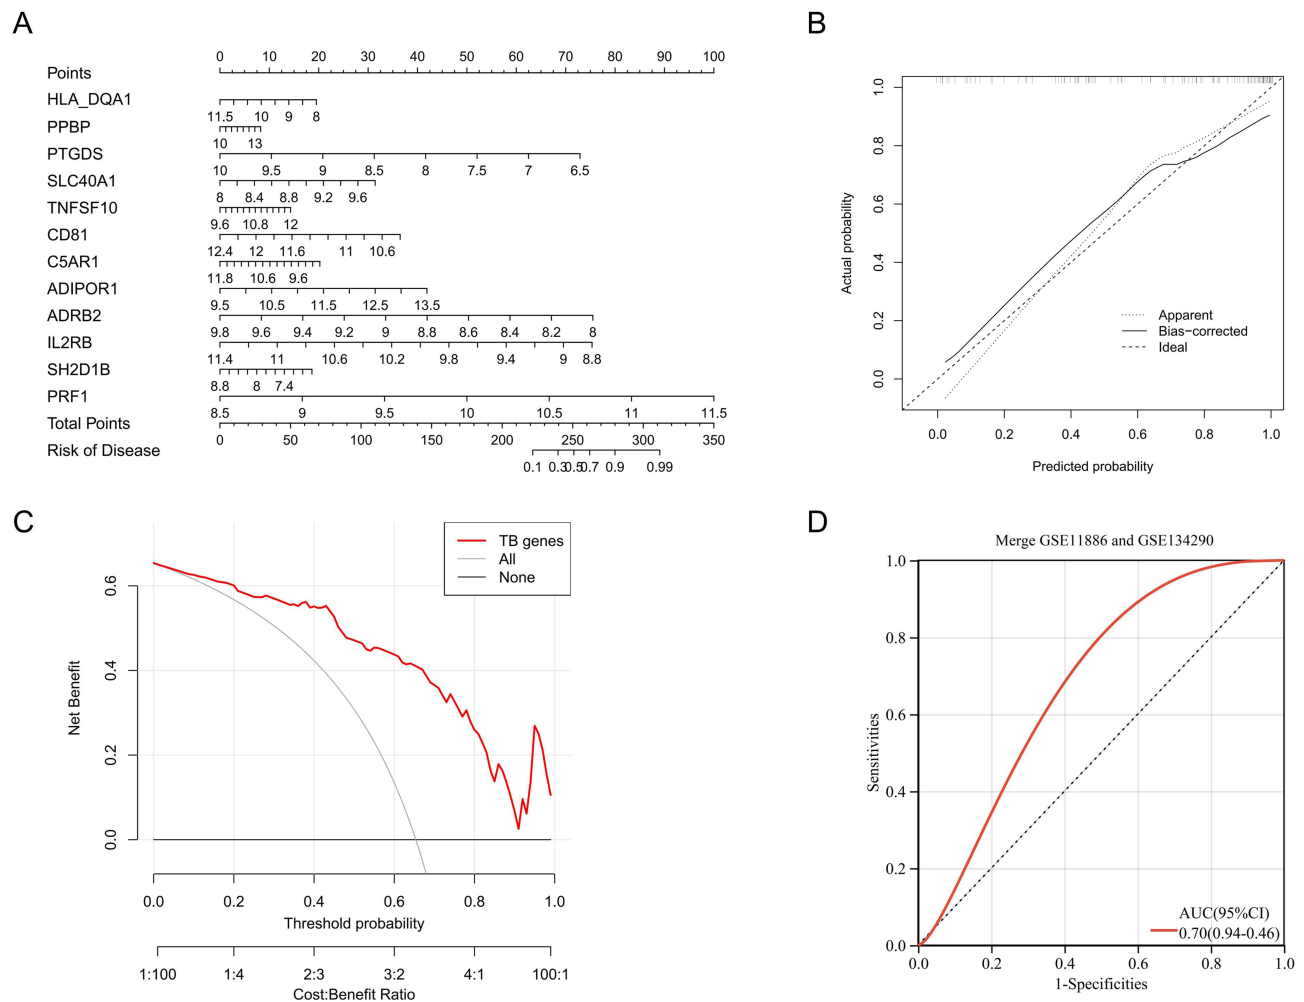 A
0 10 20 30 40 50 60 70 80 90 100
Points
HLA_DQA1
11.5 10 9 8
PPBP
10 13
PTGDS
10 9.5 9 8.5 8 7.5 7 6.5
SLC40A1
8 8.4 8.8 9.2 9.6
TNFSF10
9.6 10.8 12
CD81
12.4 12 11.6 11 10.6
C5AR1
11.8 10.6 9.6
ADIPOR1
9.5 10.5 11.5 12.5 13.5
ADRB2
9.8 9.6 9.4 9.2 9 8.8 8.6 8.4 8.2 8
IL2RB
11.4 11 10.6 10.2 9.8 9.4 9 8.8
SH2D1B
8.8 8 7.4
PRF1
8.5 9 9.5 10 10.5 11 11.5
Total Points
0 50 100 150 200 250 300 350
Risk of Disease
0.1 0.3 0.5 0.7 0.9 0.99
B
1.0
0.8
0.6
0.4
0.2
0.0
Actual probability
Apparent
Bias−corrected
Ideal
0.0 0.2 0.4 0.6 0.8 1.0
Predicted probability
C
TB genes
All
None
0.6
0.4
0.2
0.0
Net Benefit
0.0 0.2 0.4 0.6 0.8 1.0
Threshold probability
1:100 1:4 2:3 3:2 4:1 100:1
Cost:Benefit Ratio
D
Merge GSE11886 and GSE134290
1.0
0.8
0.6
0.4
0.2
0.0
Sensitivities
AUC(95%CI)
0.70(0.94-0.46)
0.0 0.2 0.4 0.6 0.8 1.0
1-Specificities